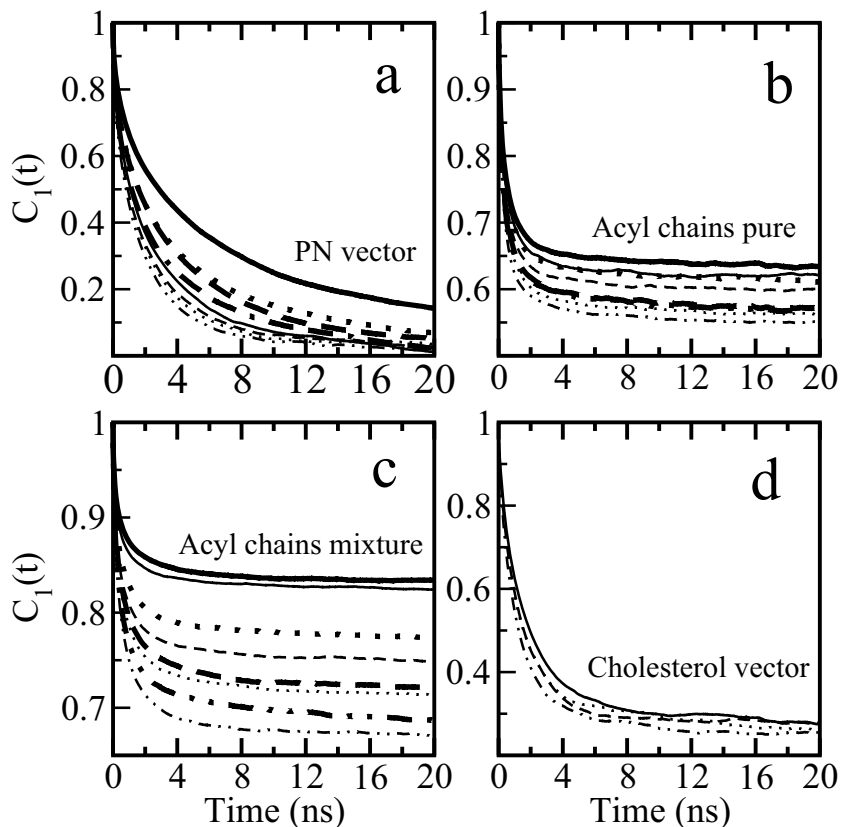 1
0.8
0.6
0.4
0.2
C1(t)
a
PN vector
0 4 8 12 16 20
1
0.9
0.8
0.7
0.6
b
Acyl chains pure
0 4 8 12 16 20
1
0.9
0.8
0.7
C1(t)
c
Acyl chains mixture
0 4 8 12 16 20
Time (ns)
1
0.8
0.6
0.4
d
Cholesterol vector
0 4 8 12 16 20
Time (ns)